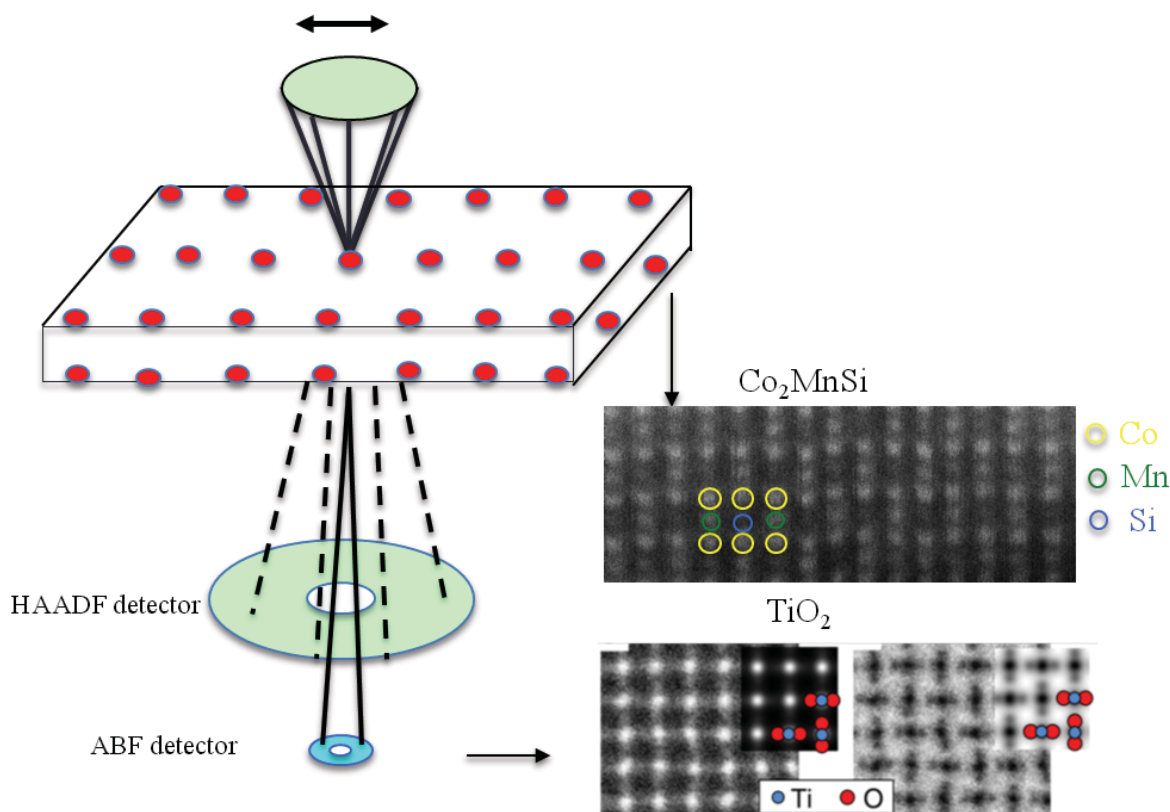 Co₂MnSi
Co
Mn
Si
HAADF detector
TiO₂
ABF detector
Ti O